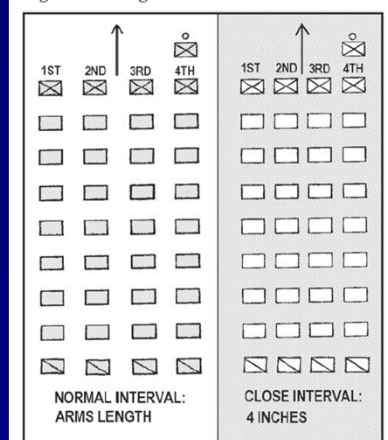 1ST 2ND 3RD 4TH
1ST 2ND 3RD 4TH
NORMAL INTERVAL:
ARMS LENGTH
CLOSE INTERVAL:
4 INCHES